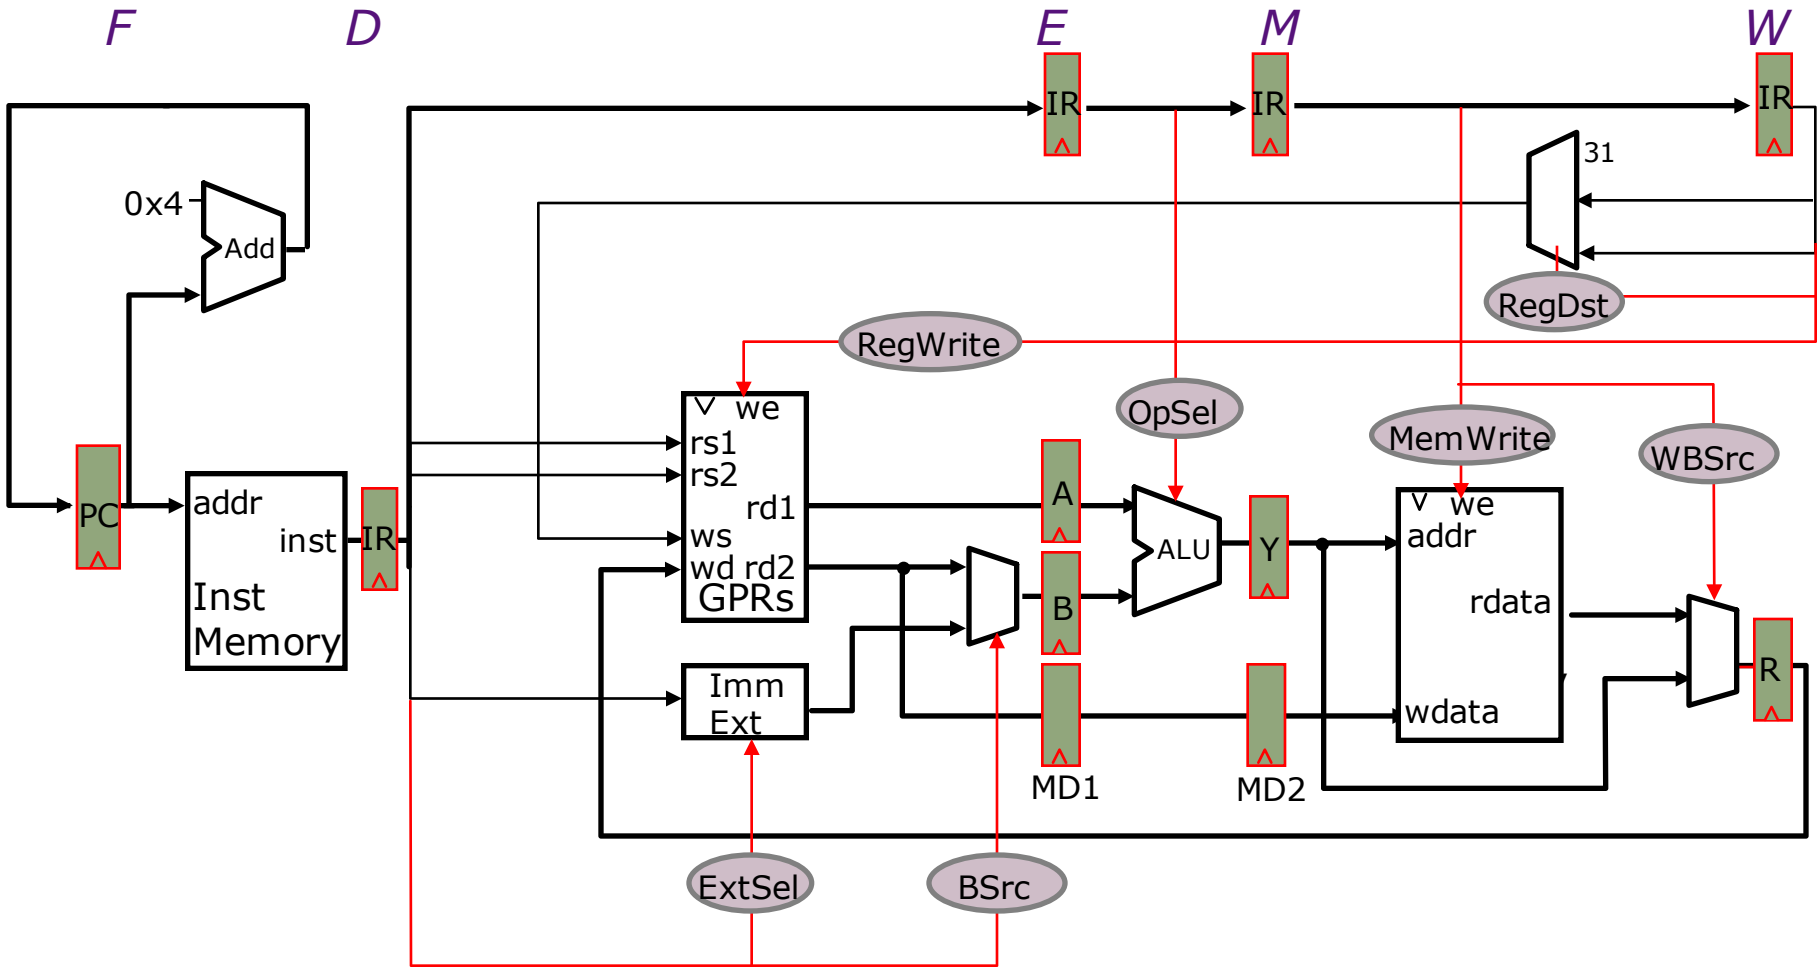 F D E M W
IR IR IR
31
0x4
Add
RegDst
RegWrite
we
OpSel
MemWrite
WBSrc
rs1
rs2
rd1
ws
wd rd2
GPRs
PC
addr
inst
Inst
Memory
IR
A
B
ALU
Y
we
addr
rdata
wdata
R
Imm
Ext
MD1
MD2
ExtSel
BSrc